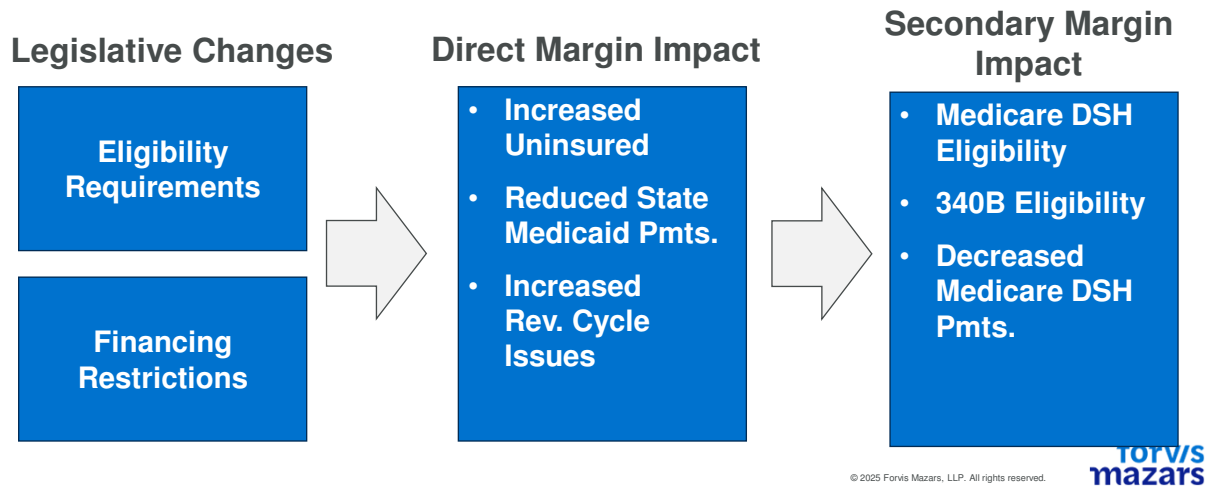 Legislative Changes
Eligibility
Requirements
Financing
Restrictions
Direct Margin Impact
• Increased
Uninsured
• Reduced State
Medicaid Pmts.
• Increased
Rev. Cycle
Issues
Secondary Margin
Impact
• Medicare DSH
Eligibility
• 340B Eligibility
• Decreased
Medicare DSH
Pmts.
© 2025 Forvis Mazars, LLP. All rights reserved.
forv/s
mazars